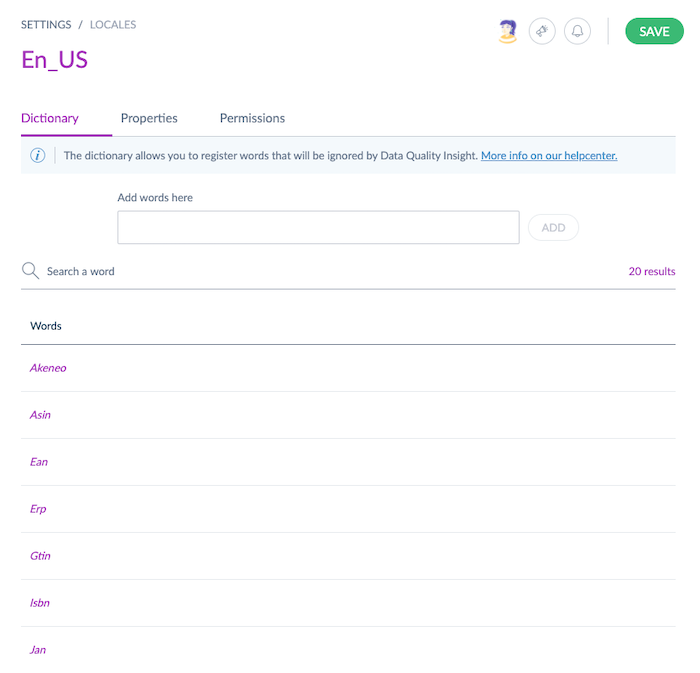 SETTINGS / LOCALES
SAVE
En_US
Dictionary Properties Permissions
i The dictionary allows you to register words that will be ignored by Data Quality Insight. More info on our helpcenter.
Add words here
ADD
Search a word 20 results
Words
Akeneo
Asin
Ean
Erp
Gtin
Isbn
Jan